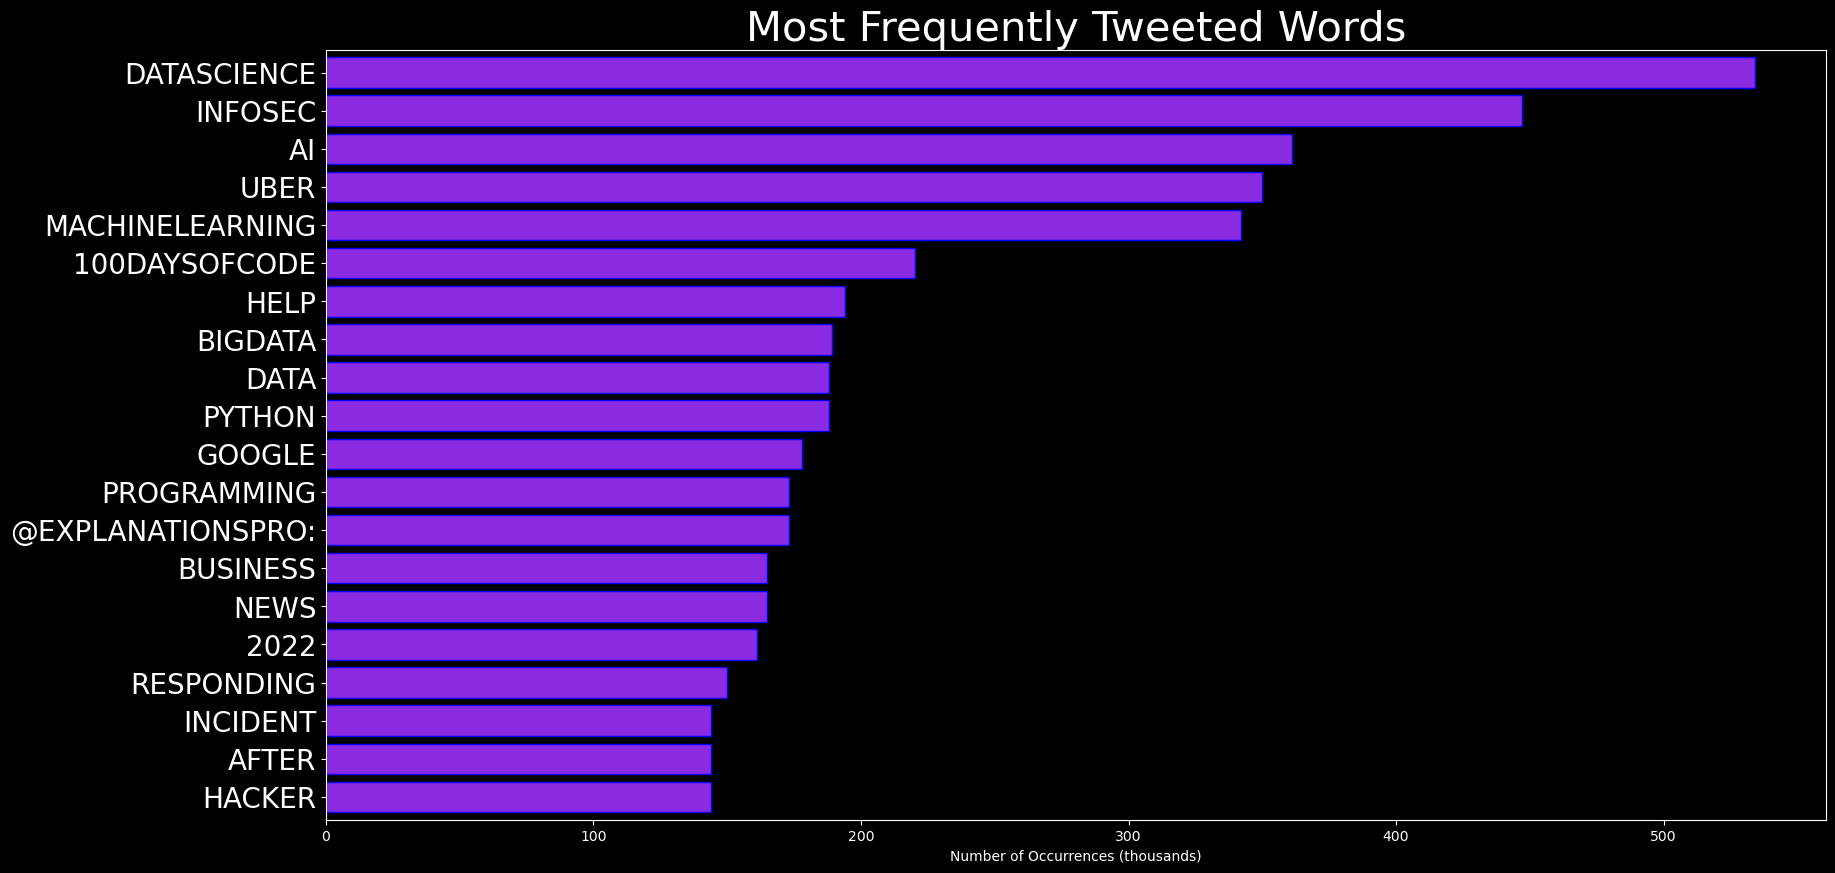 Most Frequently Tweeted Words
DATASCIENCE
INFOSEC
AI
UBER
MACHINELEARNING
100DAYSOFCODE
HELP
BIGDATA
DATA
PYTHON
GOOGLE
PROGRAMMING
@EXPLANATIONSPRO:
BUSINESS
NEWS
2022
RESPONDING
INCIDENT
AFTER
HACKER
0 100 200 300 400 500
Number of Occurrences (thousands)